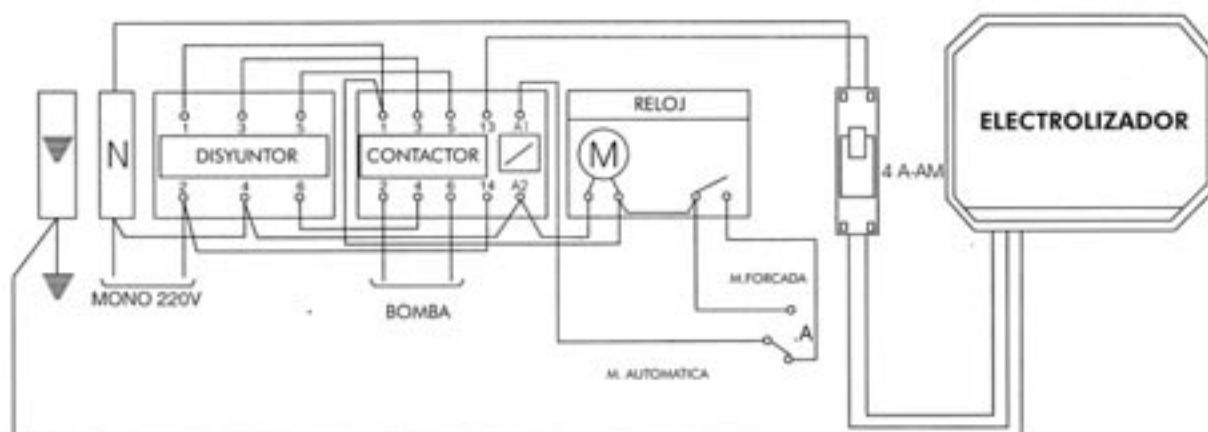 RELOJ
ELECTROLIZADOR
1 3 5
1 3 5 13 A1
N
DISYUNTOR
CONTACTOR
M
4 A-AM
2 4 6
2 4 6 14 A2
M.FORCADA
MONO 220V
BOMBA
.A
M. AUTOMATICA